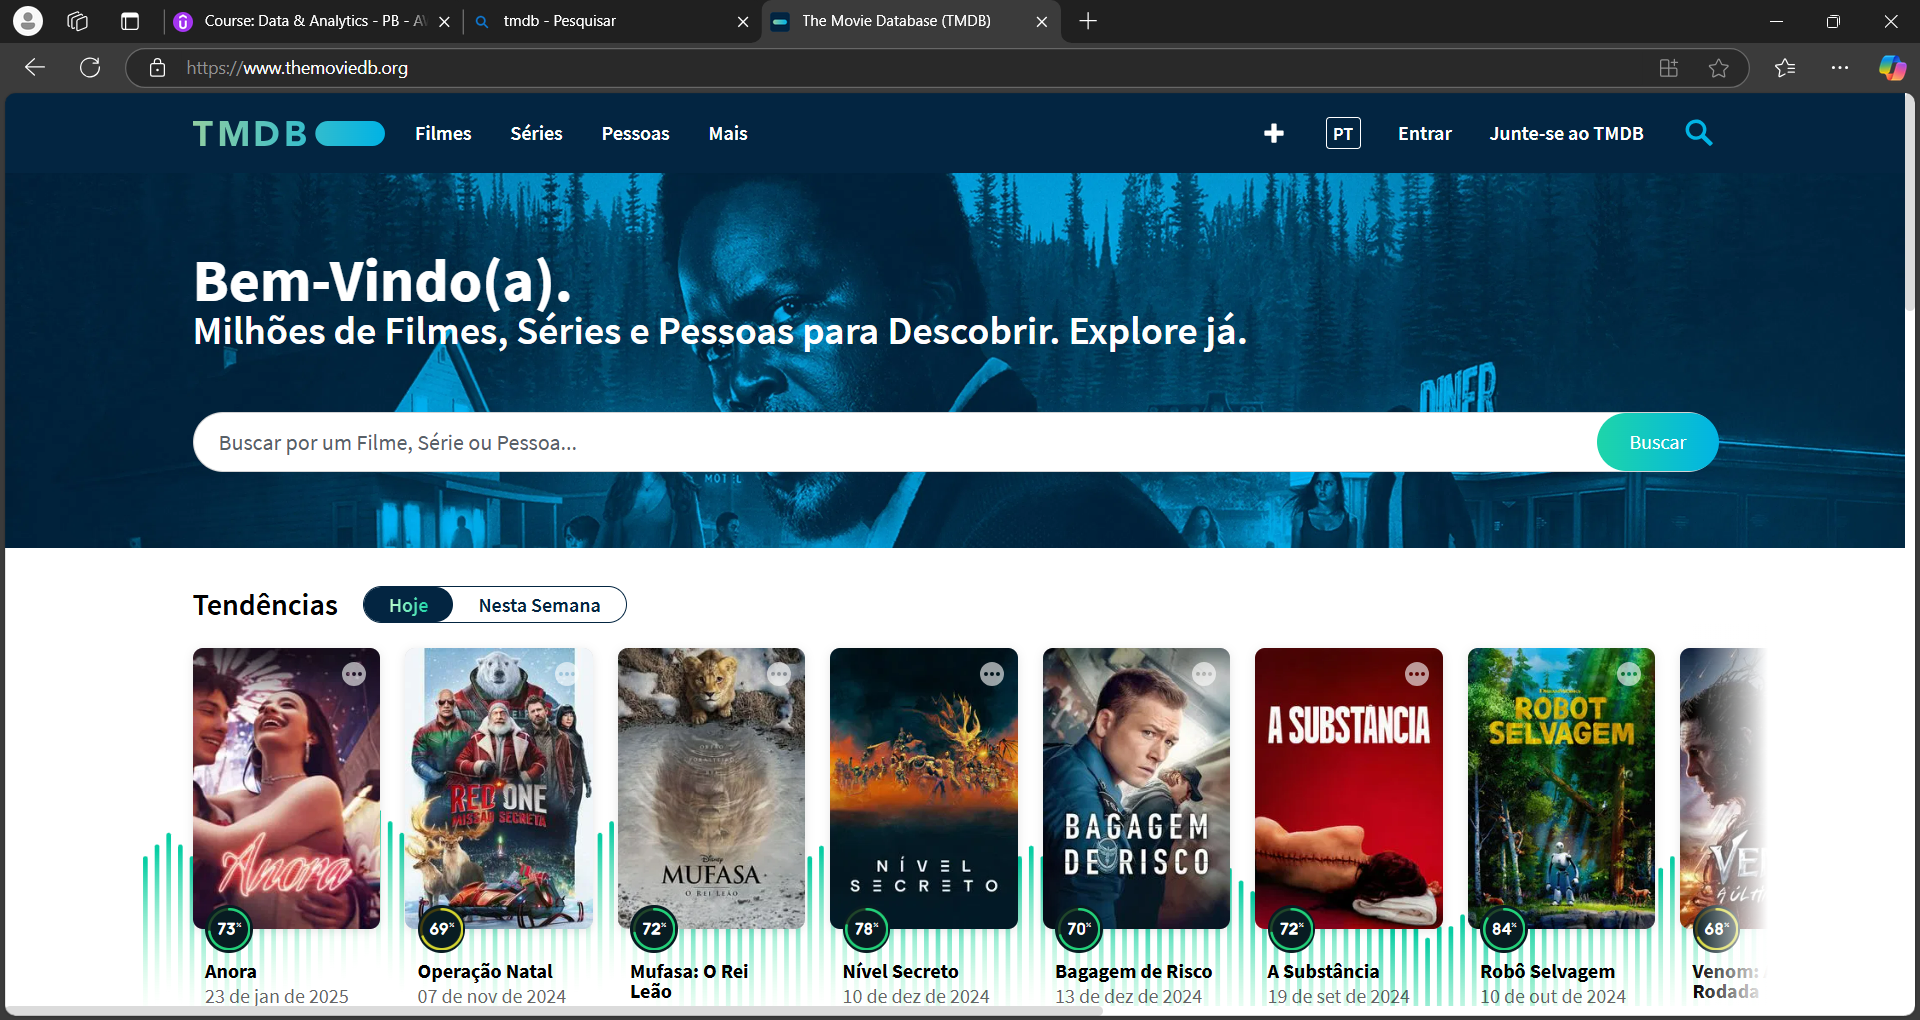 Course: Data & Analytics - PB - A
tmdb - Pesquisar
The Movie Database (TMDB)
https://www.themoviedb.org
TMDB
Filmes
Séries
Pessoas
Mais
PT
Entrar
Junte-se ao TMDB
Bem-Vindo(a).
Milhões de Filmes, Séries e Pessoas para Descobrir. Explore já.
DINER
Buscar por um Filme, Série ou Pessoa...
Buscar
MOTEL
Tendências
Hoje
Nesta Semana
Anora
RED ONE
MISSÃO SECRETA
Disney
MUFASA
O REI LEÃO
NÍVEL
SECRETO
BAGAGEM
DE RISCO
A SUBSTÂNCIA
ROBÔ
SELVAGEM
VE
A ÚLT
73%
69%
72%
78%
70%
72%
84%
68%
Anora
23 de jan de 2025
Operação Natal
07 de nov de 2024
Mufasa: O Rei
Leão
Nível Secreto
10 de dez de 2024
Bagagem de Risco
13 de dez de 2024
A Substância
19 de set de 2024
Robô Selvagem
10 de out de 2024
Venom:
Rodada